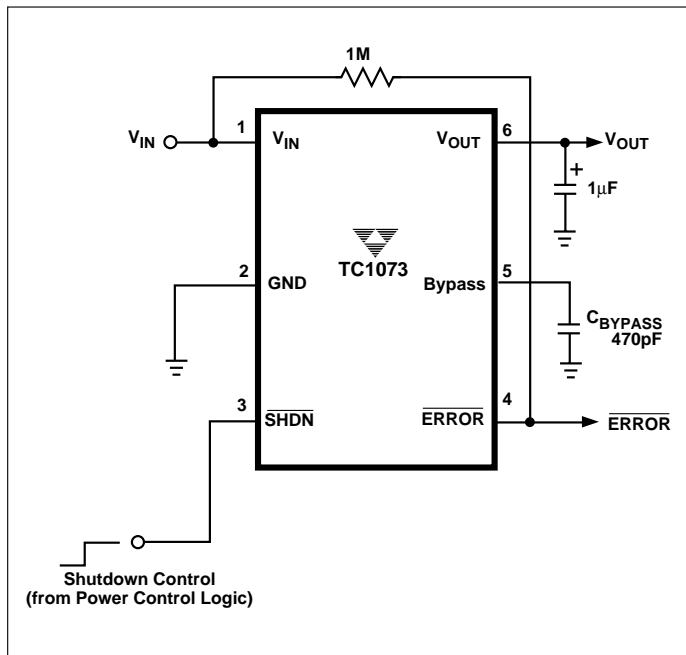 1M
V_IN
1
V_IN
V_OUT
6
V_OUT
+
1µF
TC1073
2
GND
Bypass
5
C_BYPASS
470pF
3
SHDN
ERROR
4
ERROR
Shutdown Control
(from Power Control Logic)